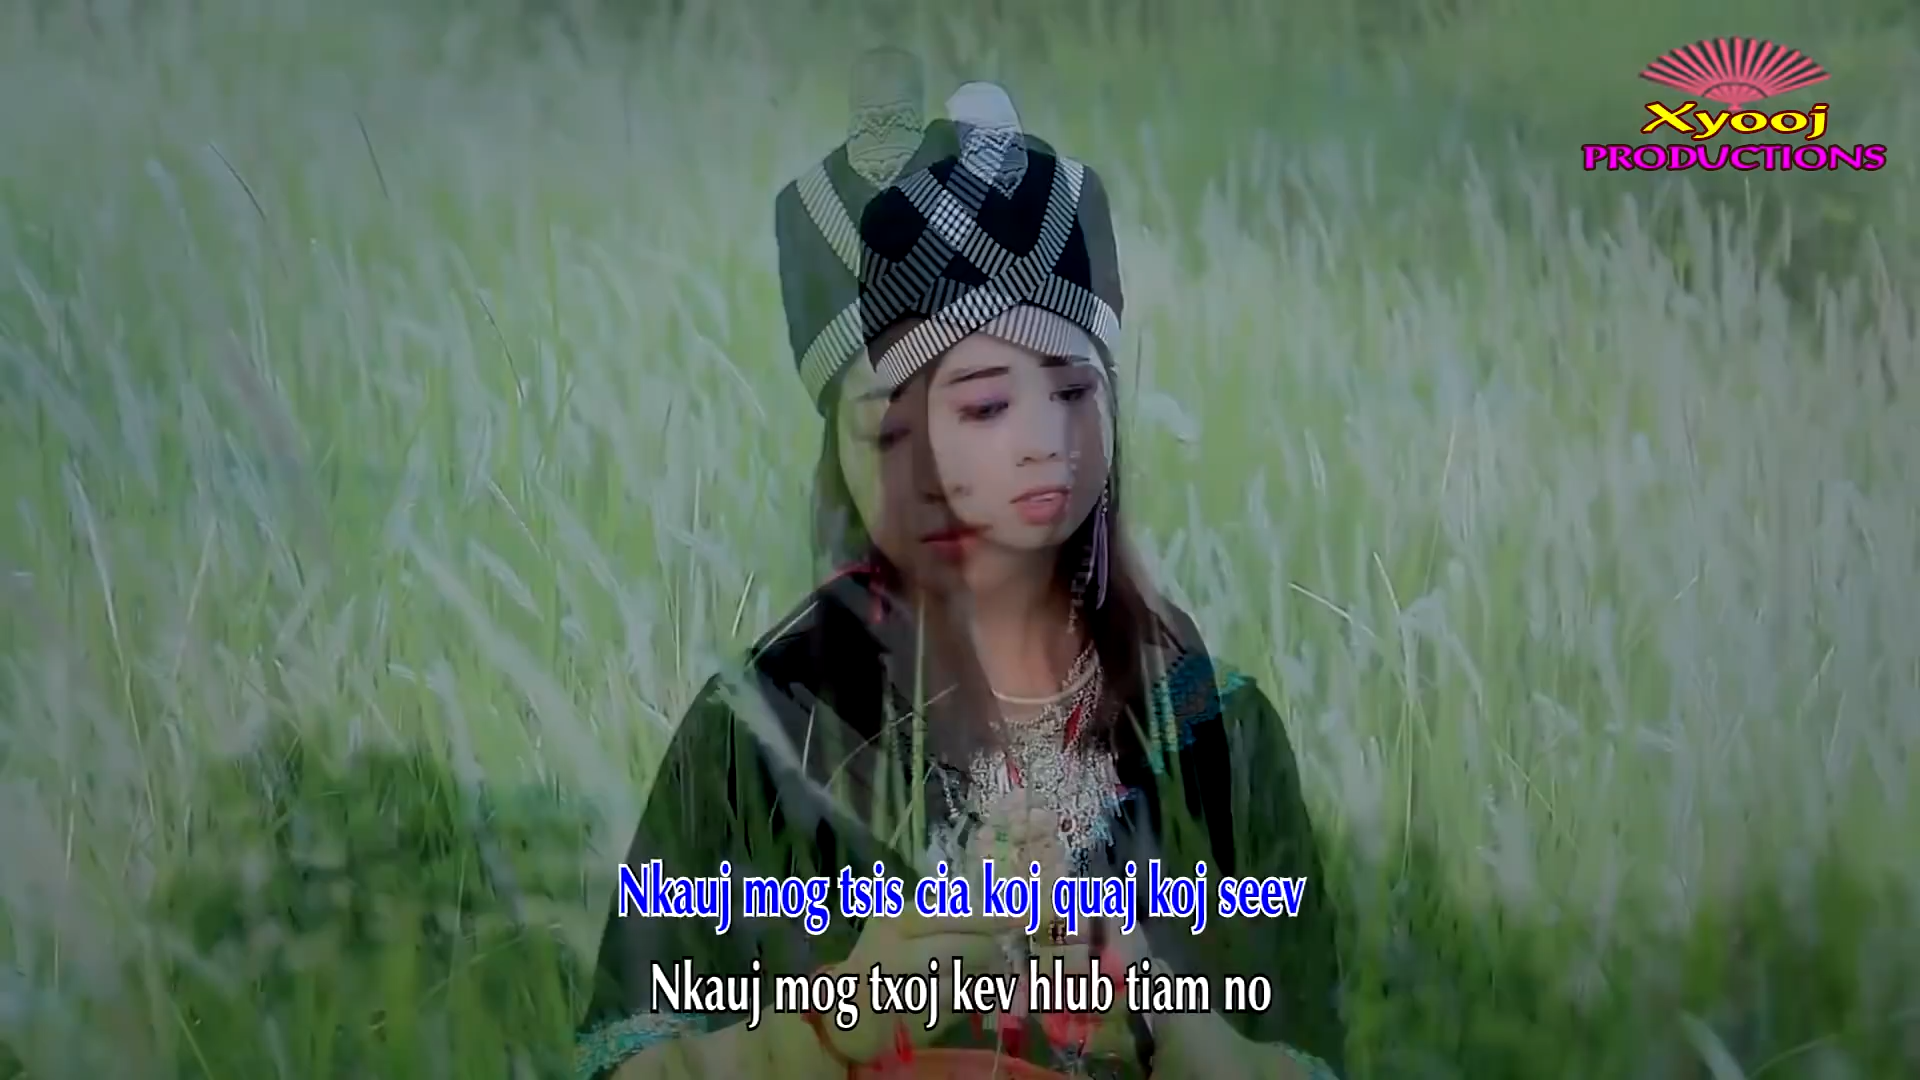 Xyooj
PRODUCTIONS
Nkauj mog tsis cia koj quaj koj seev
Nkauj mog txoj kev hlub tiam no